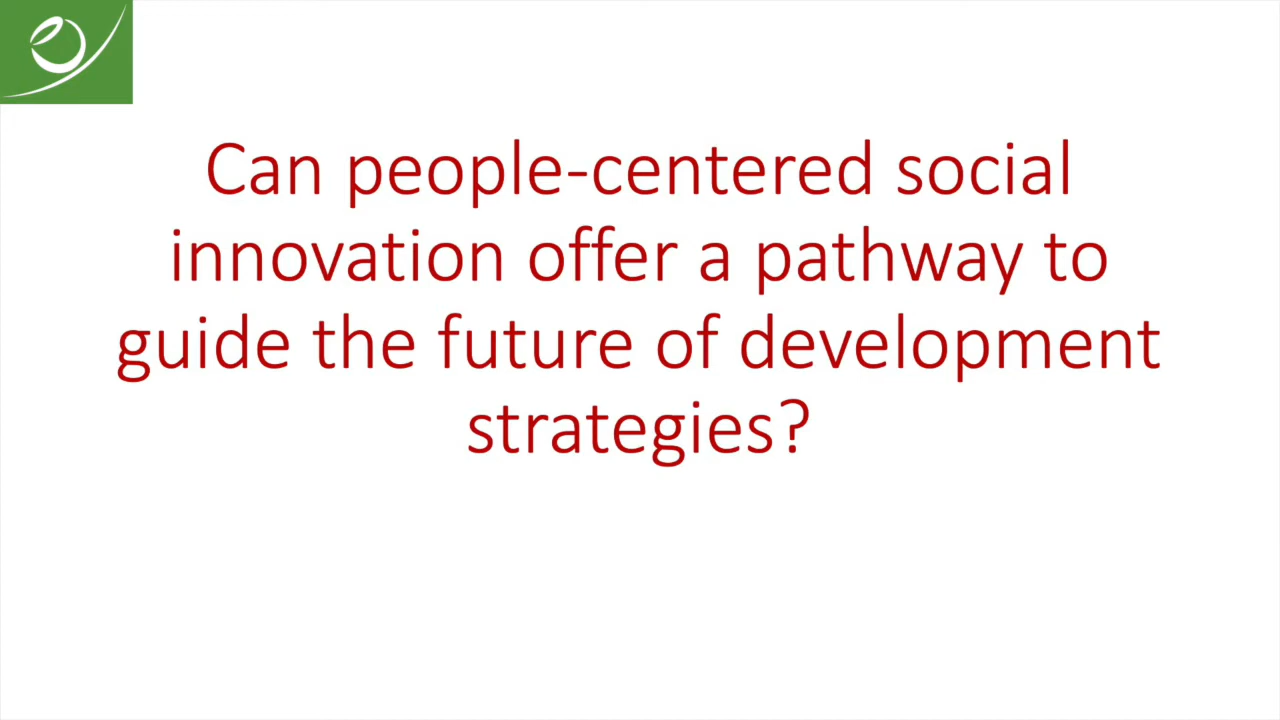 Can people-centered social
innovation offer a pathway to
guide the future of development
strategies?